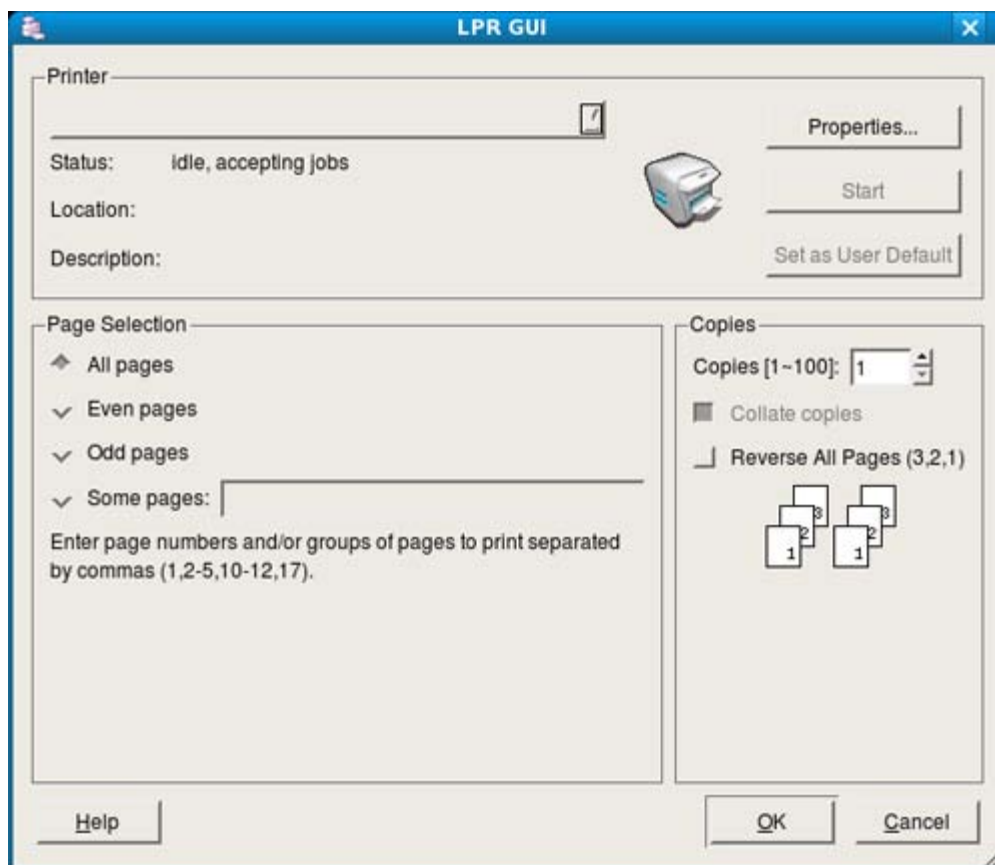 LPR GUI
Printer
Properties...
Status: idle, accepting jobs
Start
Location:
Set as User Default
Description:
Page Selection
All pages
Even pages
Odd pages
Some pages:
Enter page numbers and/or groups of pages to print separated
by commas (1,2-5,10-12,17).
Copies
Copies [1~100]: 1
Collate copies
Reverse All Pages (3,2,1)
3 3
2 2
1 1
Help
OK
Cancel